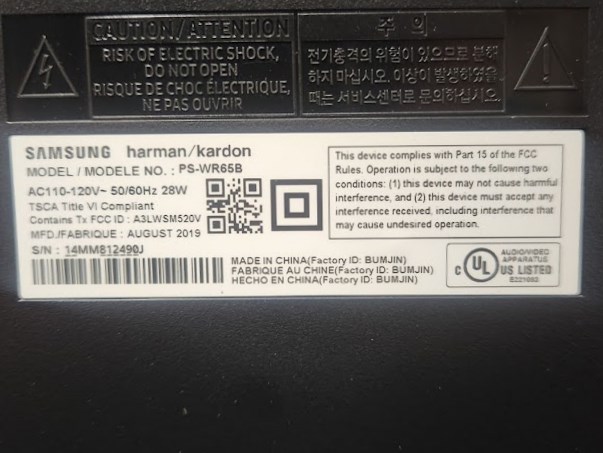 CAUTION/ATTENTION
RISK OF ELECTRIC SHOCK,
DO NOT OPEN
RISQUE DE CHOC ÉLECTRIQUE,
NE PAS OUVRIR
주 의
전기충격의 위험이 있으므로 분해
하지 마십시오. 이상이 발생하였을
때는 서비스센터로 문의하십시오.
SAMSUNG harman/kardon
MODEL / MODELE NO. : PS-WR65B
AC110-120V~ 50/60Hz 28W
TSCA Title VI Compliant
Contains Tx FCC ID : A3LWSM520V
MFD./FABRIQUE : AUGUST 2019
S/N : 14MM812490J
This device complies with Part 15 of the FCC
Rules. Operation is subject to the following two
conditions: (1) this device may not cause harmful
interference, and (2) this device must accept any
interference received, including interference that
may cause undesired operation.
MADE IN CHINA(Factory ID: BUMJIN)
FABRIQUE AU CHINE(Factory ID: BUMJIN)
HECHO EN CHINA(Factory ID: BUMJIN)
AUDIO/VIDEO
APPARATUS
C UL US LISTED